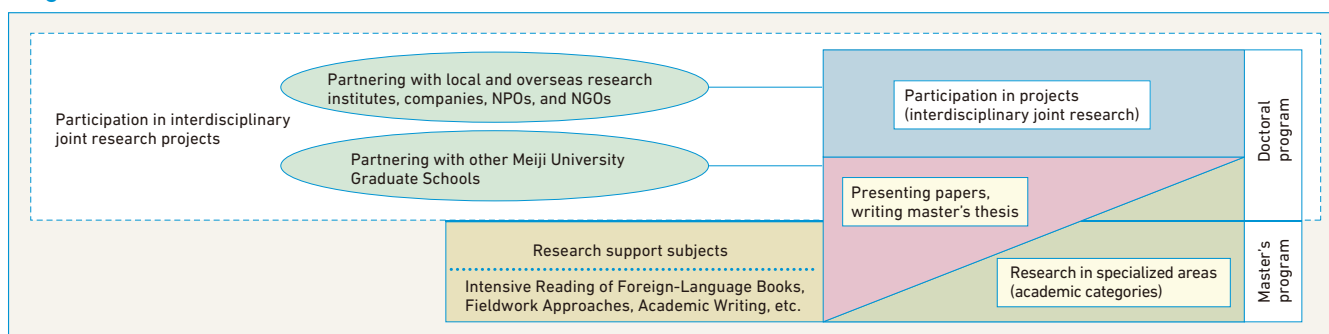 Participation in interdisciplinary
joint research projects
Partnering with local and overseas research
institutes, companies, NPOs, and NGOs
Partnering with other Meiji University
Graduate Schools
Participation in projects
(interdisciplinary joint research)
Presenting papers,
writing master's thesis
Doctoral
program
Research support subjects
Intensive Reading of Foreign-Language Books,
Fieldwork Approaches, Academic Writing, etc.
Research in specialized areas
(academic categories)
Master's
program